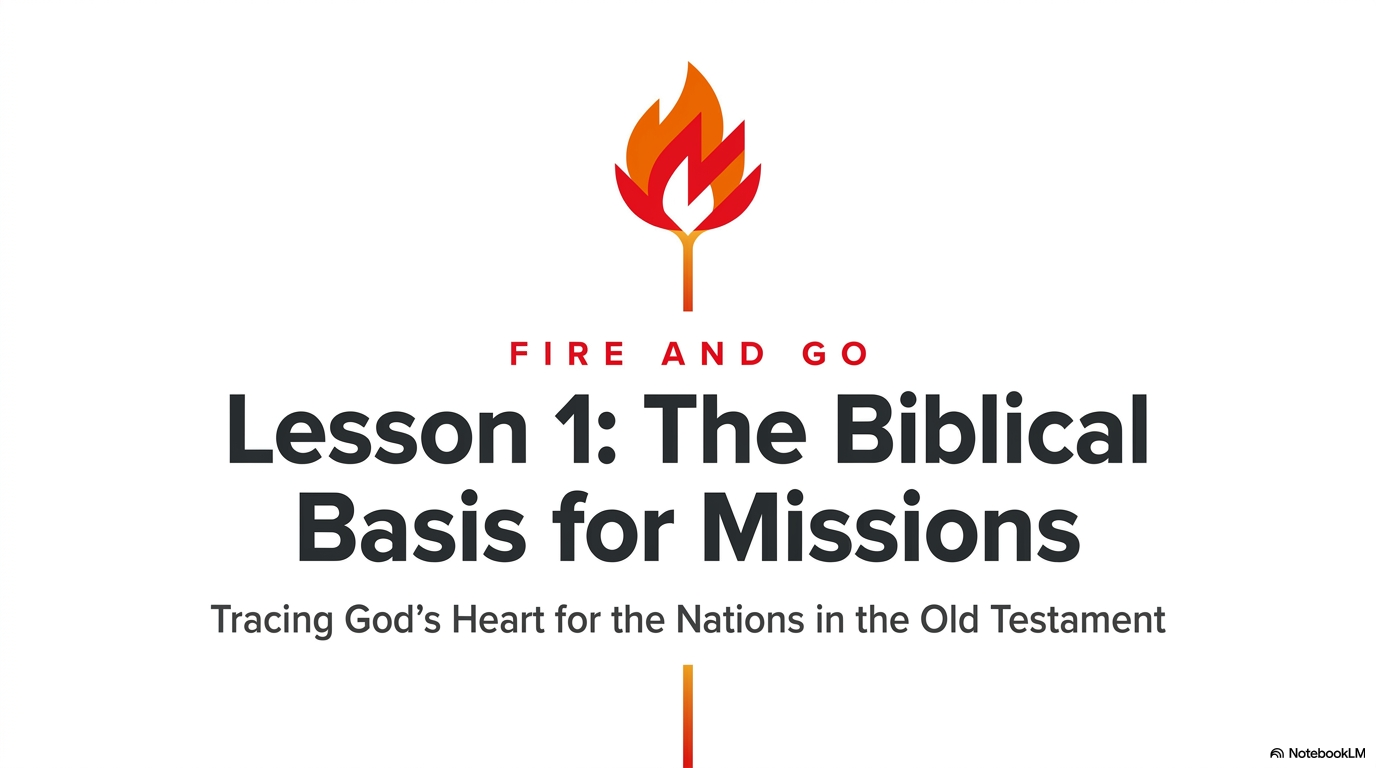 FIRE AND GO
Lesson 1: The Biblical
Basis for Missions
Tracing God’s Heart for the Nations in the Old Testament
NotebookLM